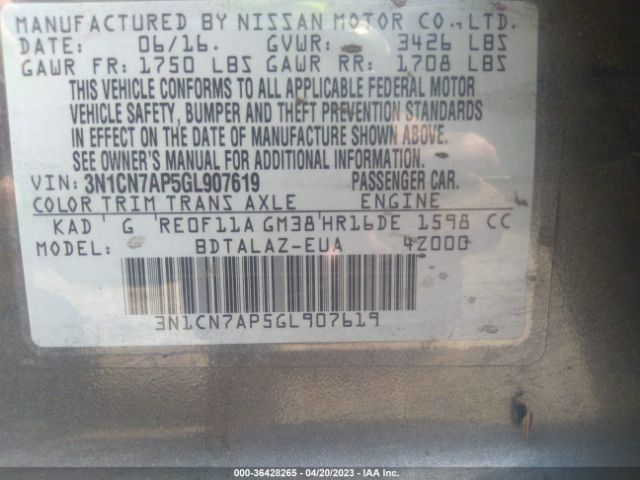 MANUFACTURED BY NISSAN MOTOR CO., LTD.
DATE: 06/16. GVWR: 3426 LBS
GAWR FR: 1750 LBS GAWR RR: 1708 LBS
THIS VEHICLE CONFORMS TO ALL APPLICABLE FEDERAL MOTOR
VEHICLE SAFETY, BUMPER AND THEFT PREVENTION STANDARDS
IN EFFECT ON THE DATE OF MANUFACTURE SHOWN ABOVE.
SEE OWNER'S MANUAL FOR ADDITIONAL INFORMATION.
VIN: 3N1CN7AP5GL907619 PASSENGER CAR.
COLOR TRIM TRANS AXLE ENGINE
KAD G RE0F11A GM38 HR16DE 1598 CC
MODEL: BDTALAZ-EUA 4Z000
3N1CN7AP5GL907619
000-36428265 - 04/20/2023 - IAA Inc.